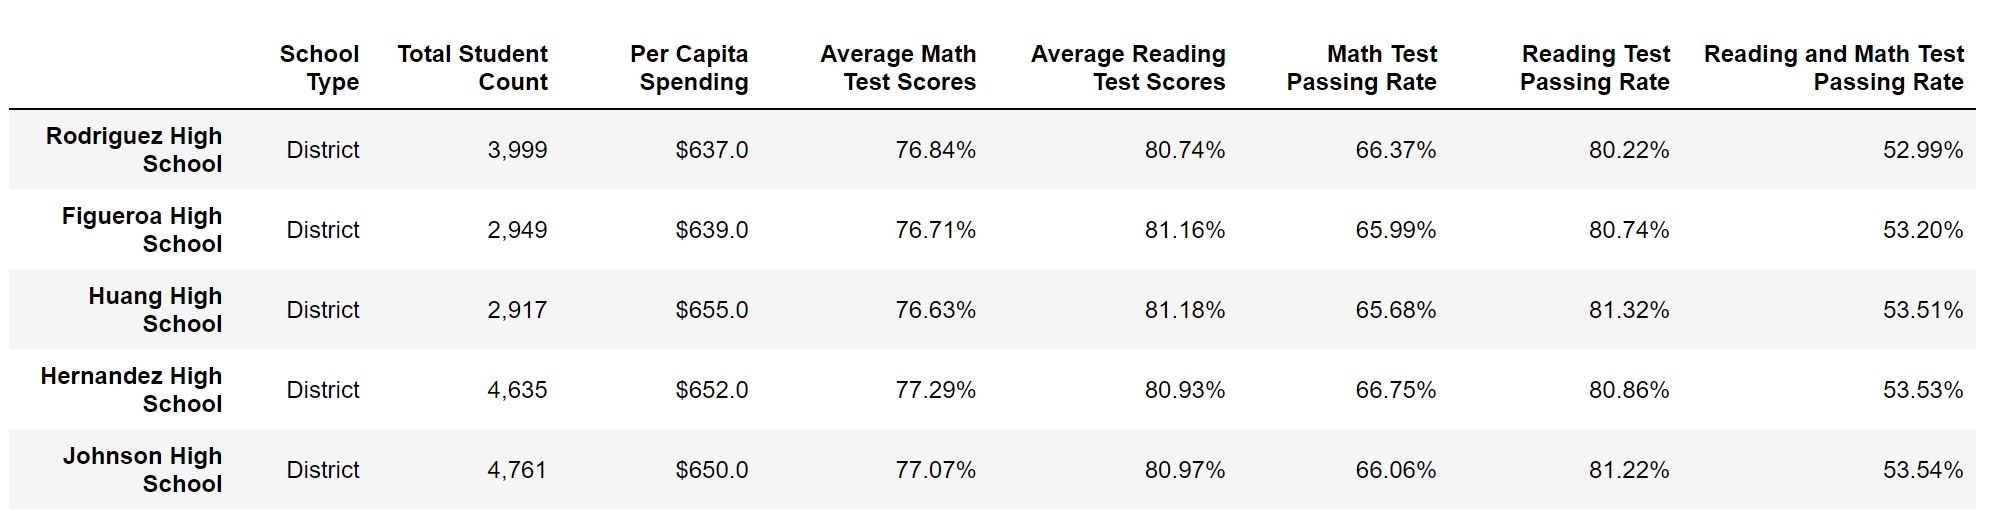 School Type Total Student Count Per Capita Spending Average Math Test Scores Average Reading Test Scores Math Test Passing Rate Reading Test Passing Rate Reading and Math Test Passing Rate
Rodriguez High School District 3,999 $637.0 76.84% 80.74% 66.37% 80.22% 52.99%
Figueroa High School District 2,949 $639.0 76.71% 81.16% 65.99% 80.74% 53.20%
Huang High School District 2,917 $655.0 76.63% 81.18% 65.68% 81.32% 53.51%
Hernandez High School District 4,635 $652.0 77.29% 80.93% 66.75% 80.86% 53.53%
Johnson High School District 4,761 $650.0 77.07% 80.97% 66.06% 81.22% 53.54%